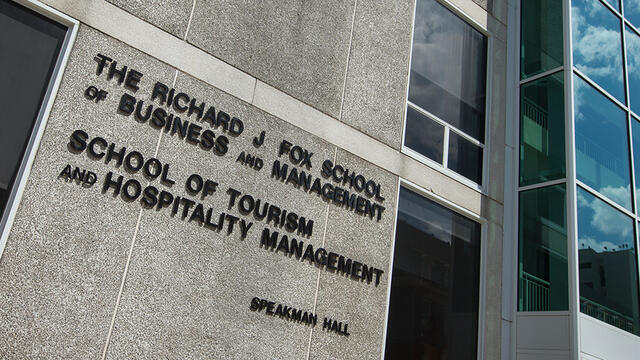 THE RICHARD J FOX SCHOOL
OF BUSINESS AND MANAGEMENT
SCHOOL OF TOURISM
AND HOSPITALITY MANAGEMENT
SPEAKMAN HALL